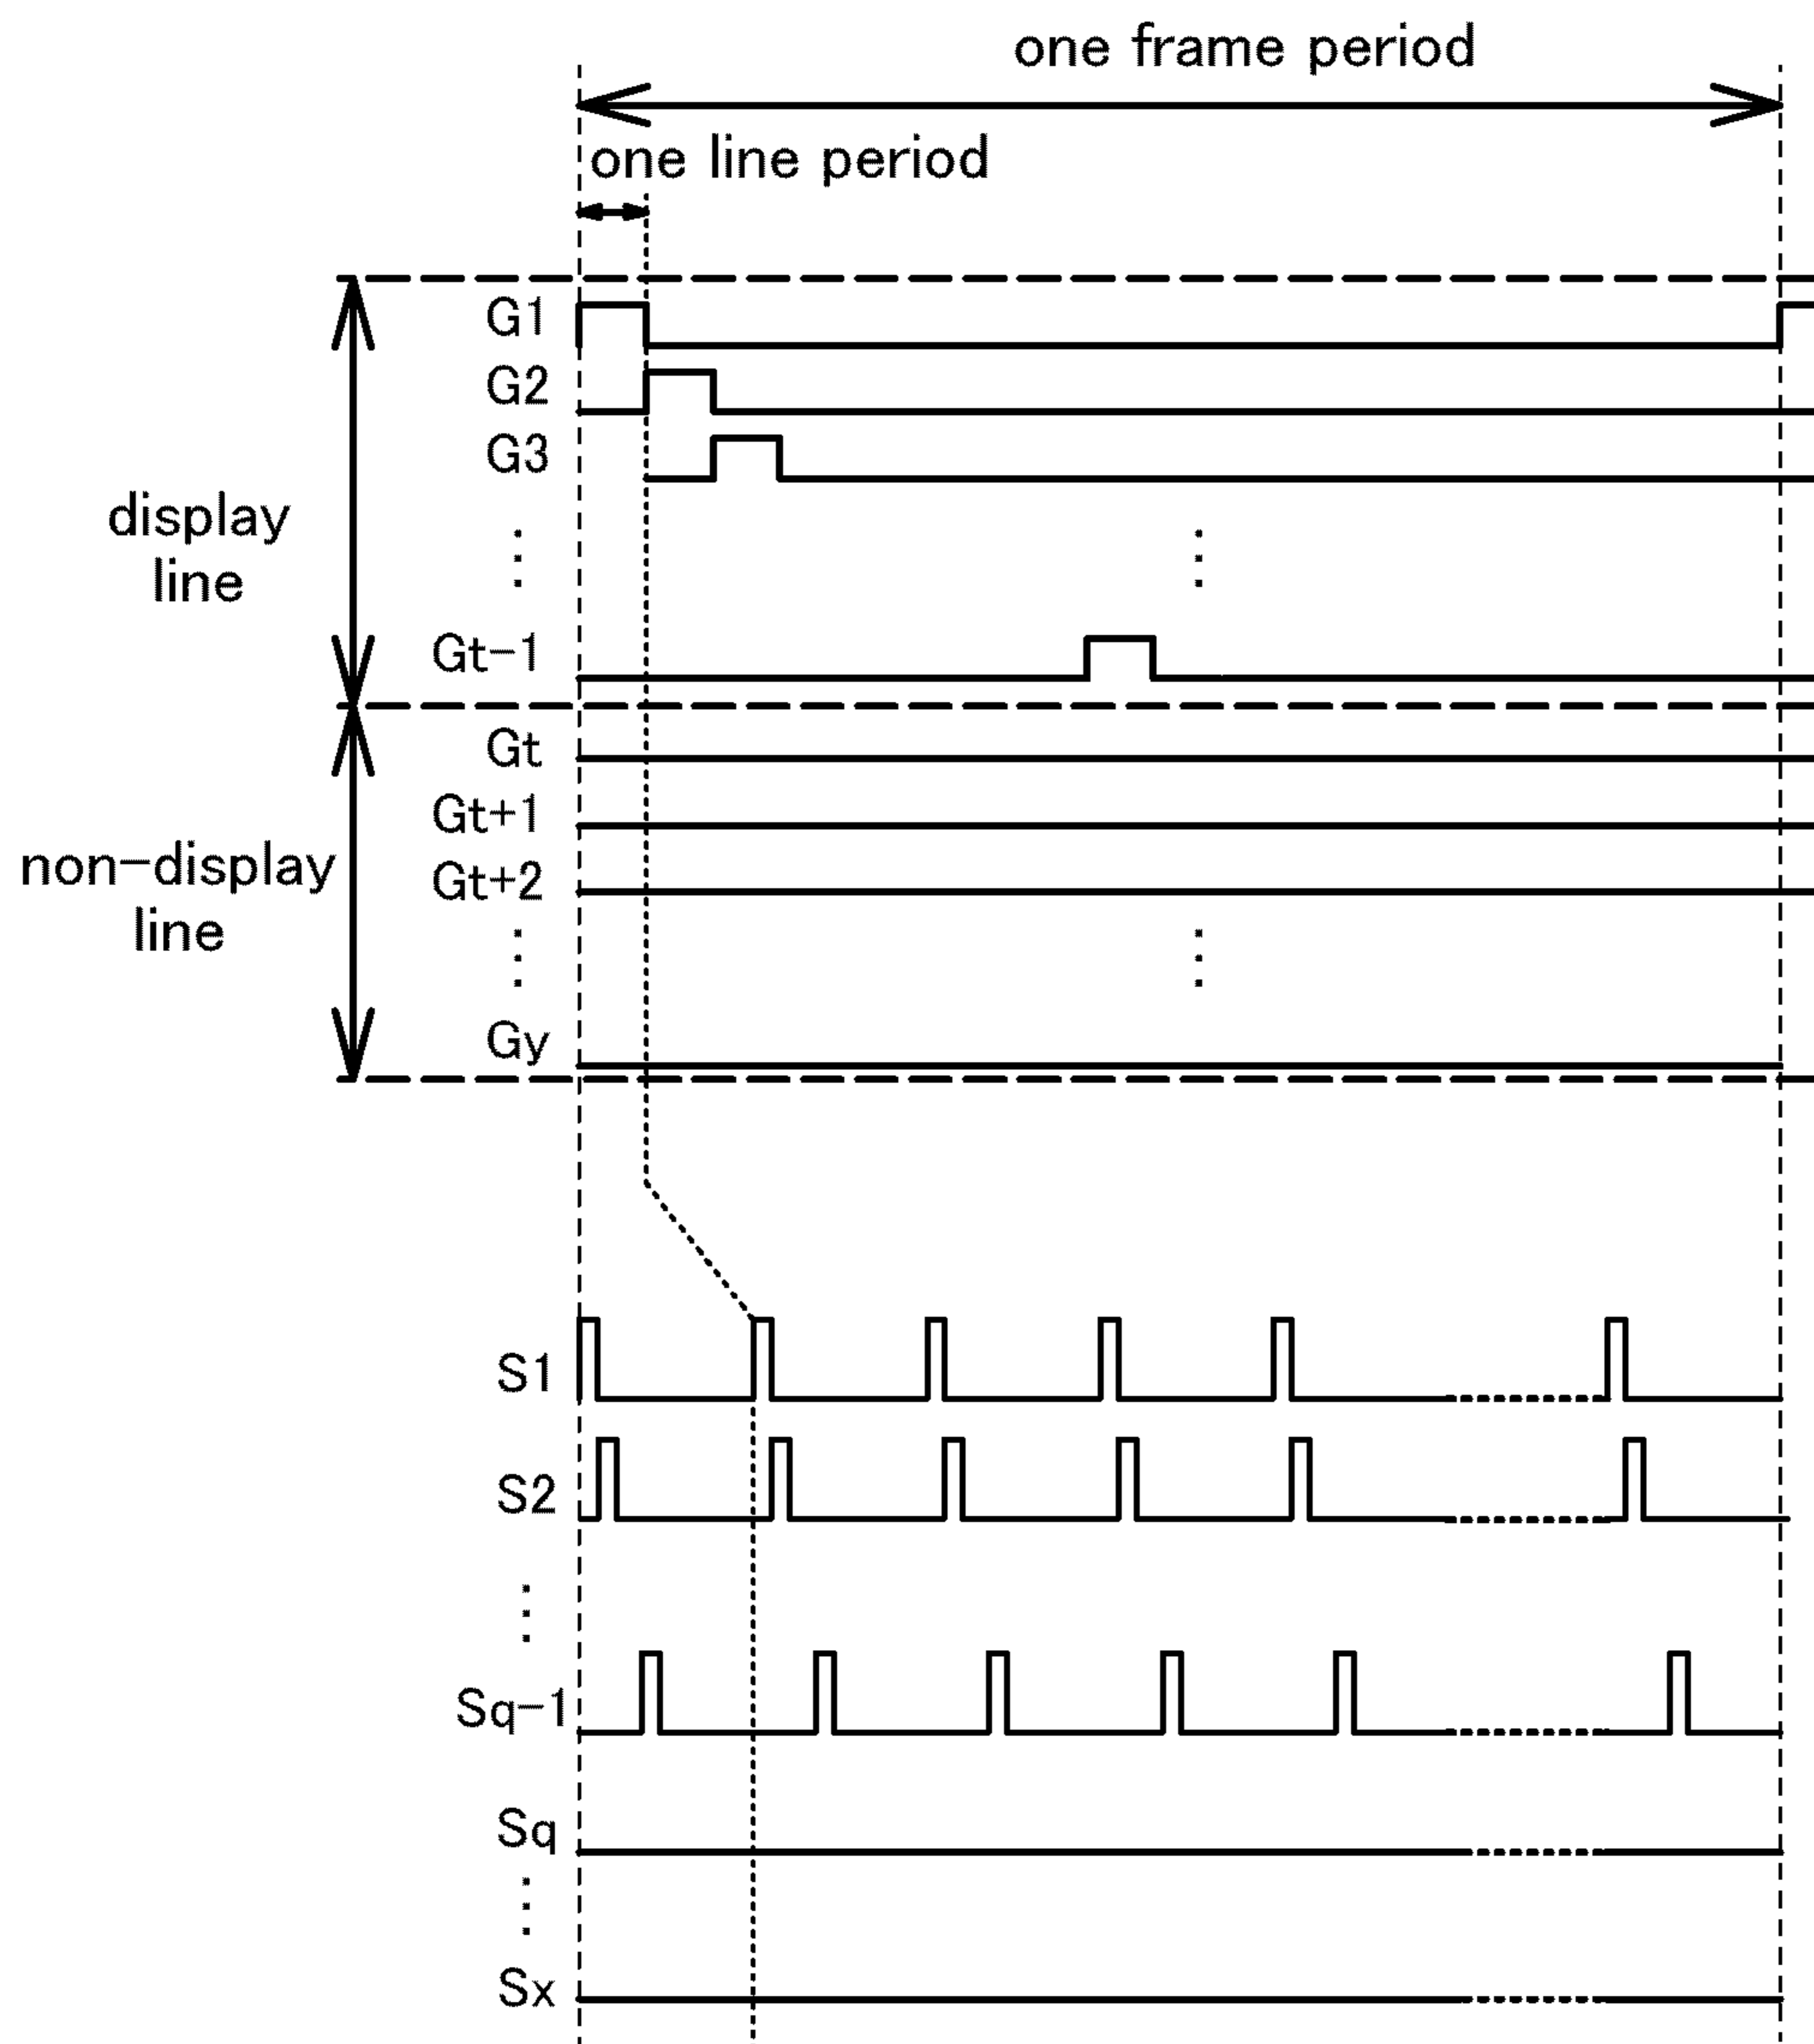 one frame period
one line period
G1
G2
G3
display
line
Gt-1
Gt
Gt+1
non-display
line
Gt+2
Gy
S1
S2
Sq-1
Sq
Sx